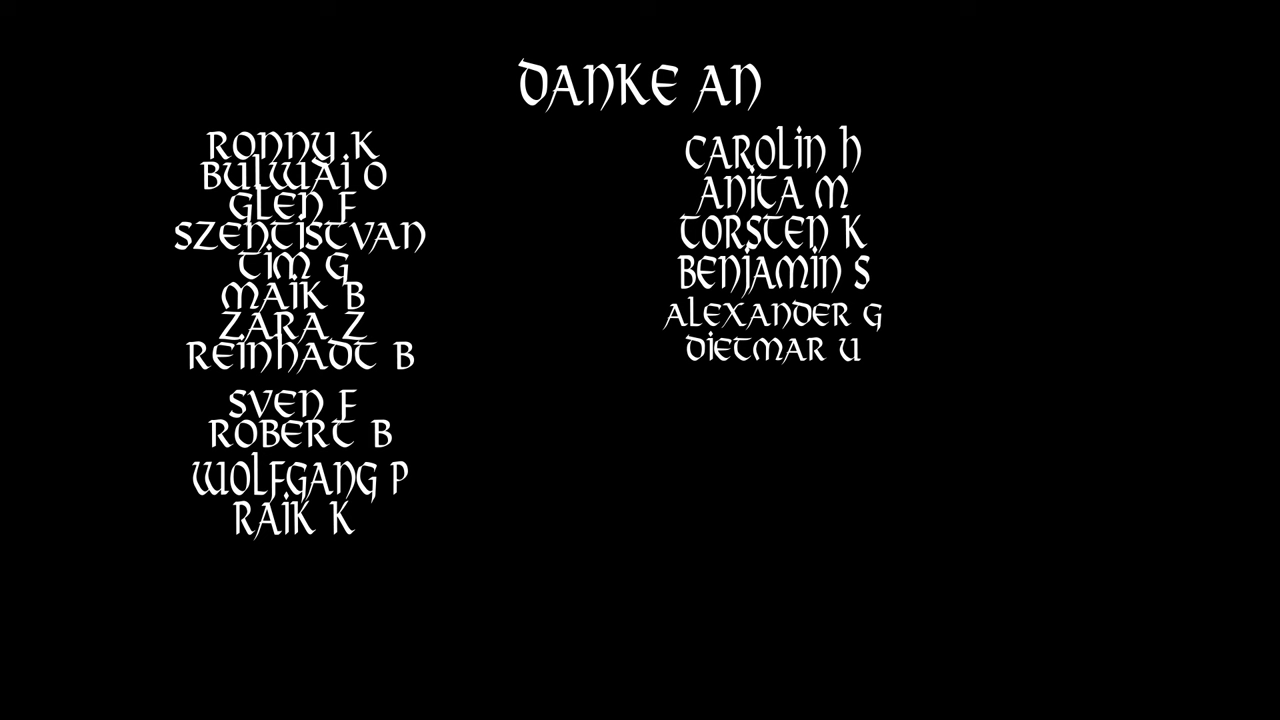 DANKE AN
RONNY K
BULWAI O
GLEN F
SZENTISTVAN
TIM G
MAIK B
ZARA Z
REINHADT B
SVEN F
ROBERT B
WOLFGANG P
RAIK K
CAROLIN H
ANITA M
TORSTEN K
BENJAMIN S
ALEXANDER G
DIETMAR U